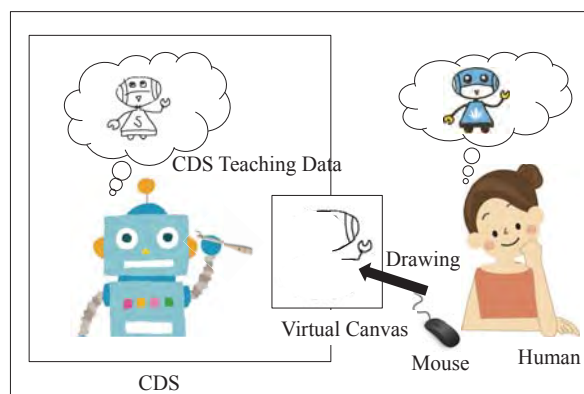 S
CDS Teaching Data
Drawing
Virtual Canvas
Mouse
Human
CDS